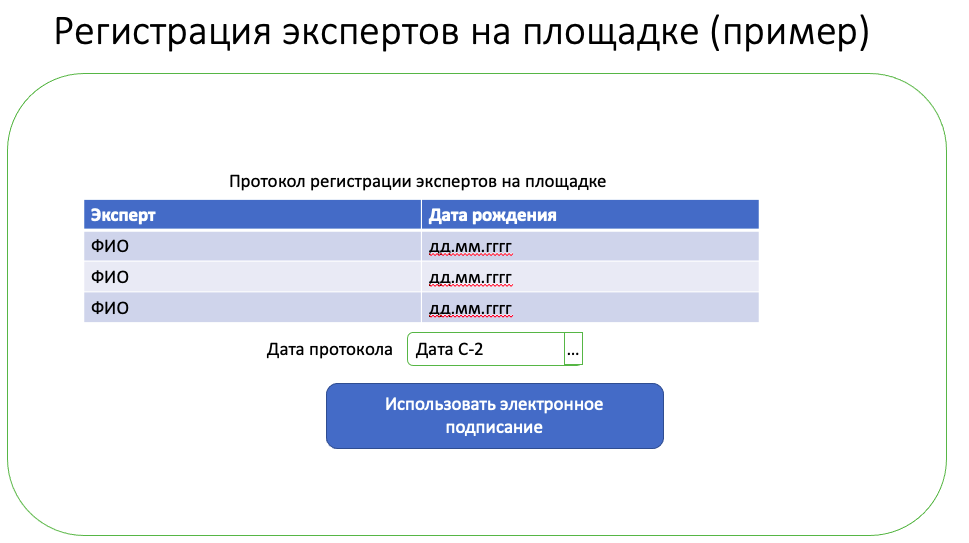 Регистрация экспертов на площадке (пример)
Протокол регистрации экспертов на площадке
Эксперт Дата рождения
ФИО дд.мм.гггг
ФИО дд.мм.гггг
ФИО дд.мм.гггг
Дата протокола Дата С-2 ...
Использовать электронное
подписание